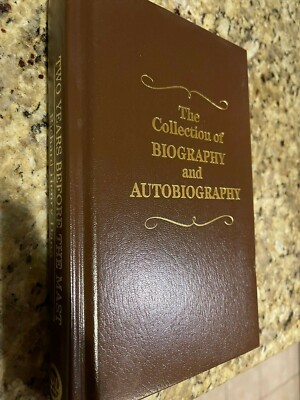 The
Collection of
BIOGRAPHY
and
AUTOBIOGRAPHY
TWO YEARS BEFORE THE MAST